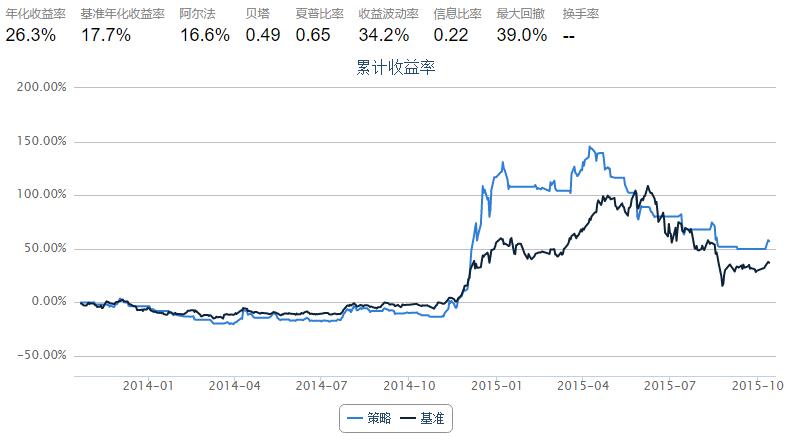 年化收益率 基准年化收益率 阿尔法 贝塔 夏普比率 收益波动率 信息比率 最大回撤 换手率
26.3% 17.7% 16.6% 0.49 0.65 34.2% 0.22 39.0% --
累计收益率
200.00%
150.00%
100.00%
50.00%
0.00%
-50.00%
2014-01 2014-04 2014-07 2014-10 2015-01 2015-04 2015-07 2015-10
策略 基准